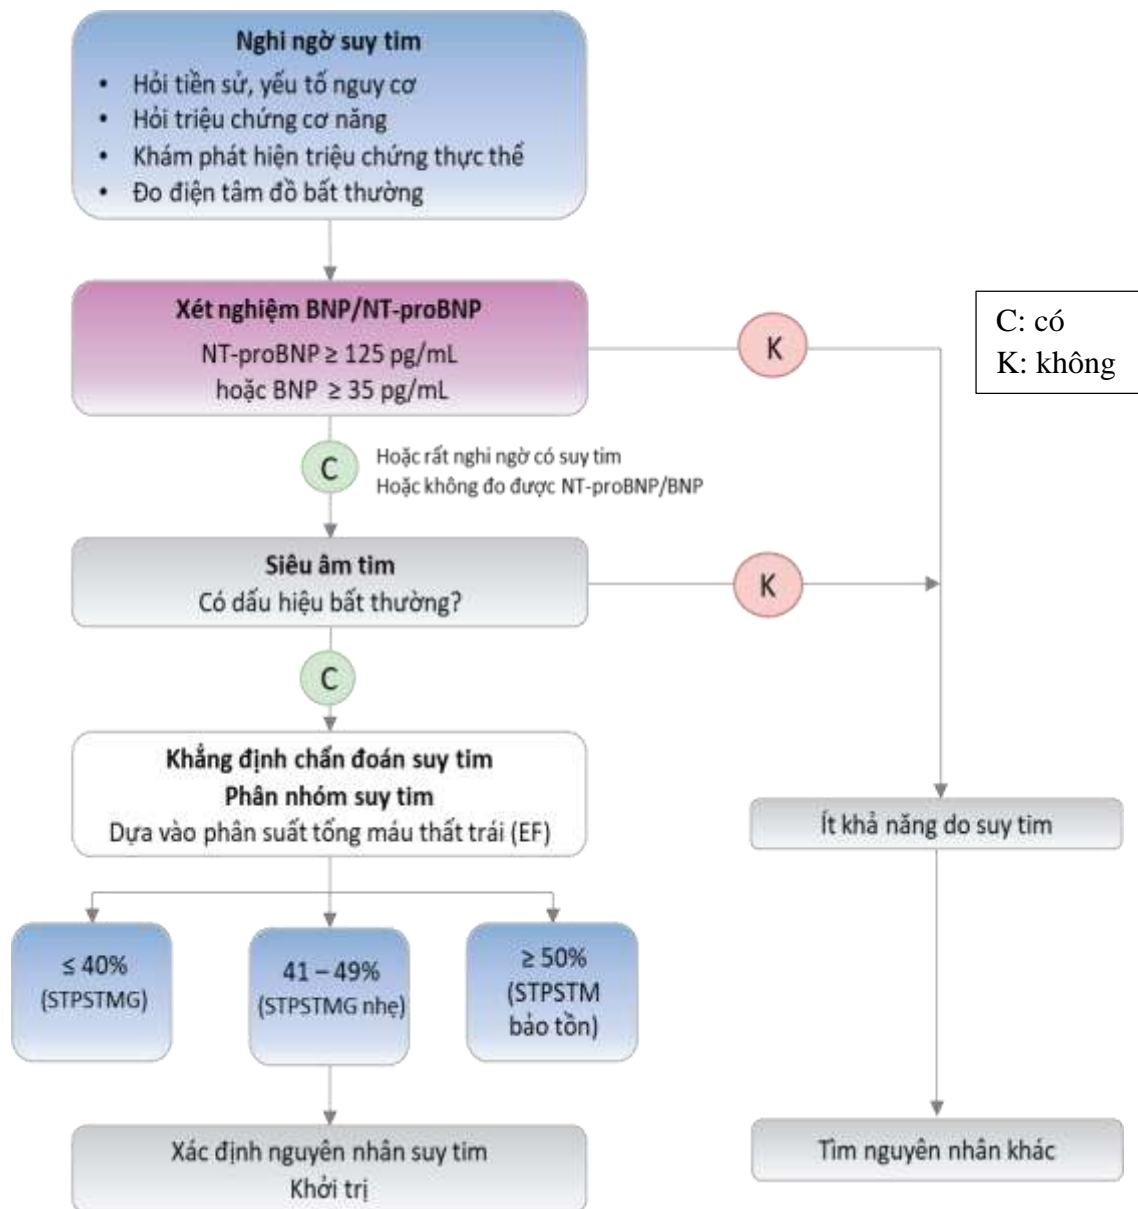 Nghi ngờ suy tim
• Hỏi tiền sử, yếu tố nguy cơ
• Hỏi triệu chứng cơ năng
• Khám phát hiện triệu chứng thực thể
• Đo điện tâm đồ bất thường
Xét nghiệm BNP/NT-proBNP
NT-proBNP ≥ 125 pg/mL
hoặc BNP ≥ 35 pg/mL
K
C: có
K: không
C
Hoặc rất nghi ngờ có suy tim
Hoặc không đo được NT-proBNP/BNP
Siêu âm tim
Có dấu hiệu bất thường?
K
C
Khẳng định chẩn đoán suy tim
Phân nhóm suy tim
Dựa vào phân suất tống máu thất trái (EF)
Ít khả năng do suy tim
≤ 40%
(STPSTMG)
41 – 49%
(STPSTMG nhẹ)
≥ 50%
(STPSTM
bảo tồn)
Xác định nguyên nhân suy tim
Khởi trị
Tìm nguyên nhân khác